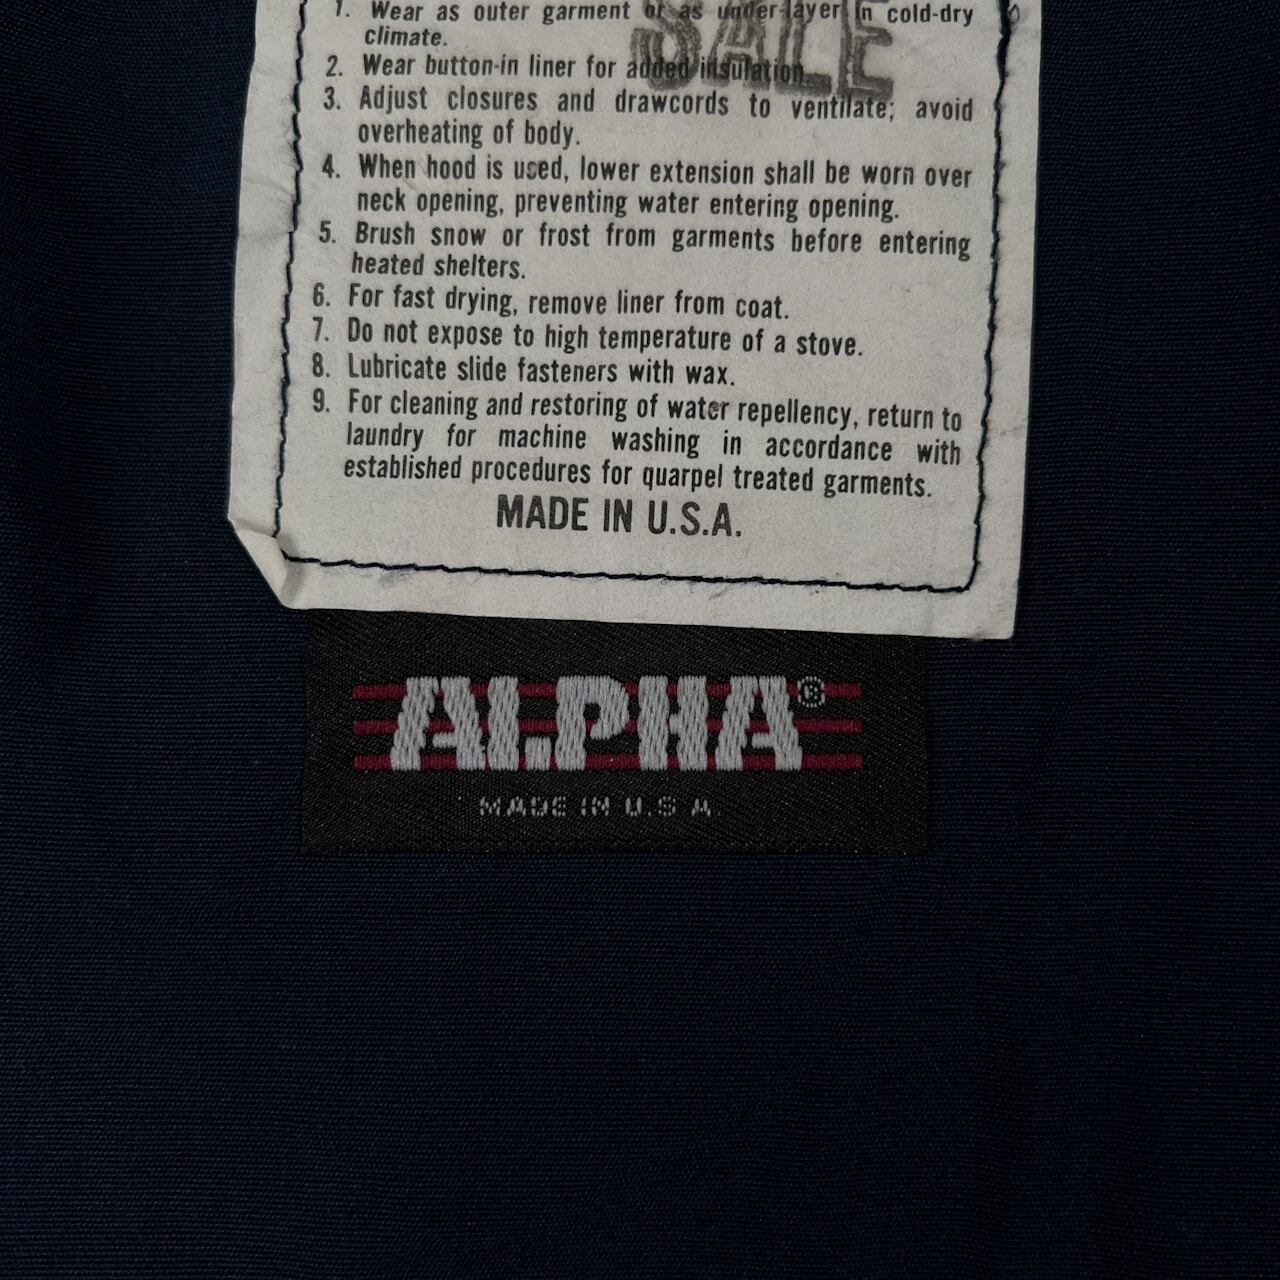 SALE
1. Wear as outer garment or as under-layer in cold-dry
climate.
2. Wear button-in liner for added insulation.
3. Adjust closures and drawcords to ventilate; avoid
overheating of body.
4. When hood is used, lower extension shall be worn over
neck opening, preventing water entering opening.
5. Brush snow or frost from garments before entering
heated shelters.
6. For fast drying, remove liner from coat.
7. Do not expose to high temperature of a stove.
8. Lubricate slide fasteners with wax.
9. For cleaning and restoring of water repellency, return to
laundry for machine washing in accordance with
established procedures for quarpel treated garments.
MADE IN U.S.A.
ALPHA®
MADE IN U.S.A.